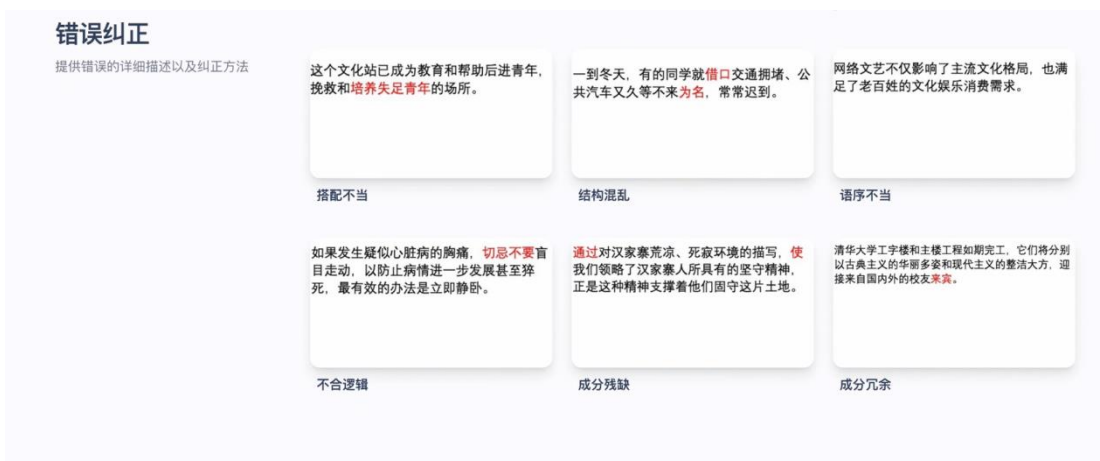 错误纠正
提供错误的详细描述以及纠正方法
这个文化站已成为教育和帮助后进青年，
挽救和培养失足青年的场所。
搭配不当
一到冬天，有的同学就借口交通拥堵、公
共汽车又久等不来为名，常常迟到。
结构混乱
网络文艺不仅影响了主流文化格局，也满
足了老百姓的文化娱乐消费需求。
语序不当
如果发生疑似心脏病的胸痛，切忌不要盲
目走动，以防止病情进一步发展甚至猝
死，最有效的办法是立即静卧。
不合逻辑
通过对汉家寨荒凉、死寂环境的描写，使
我们领略了汉家寨人所具有的坚守精神，
正是这种精神支撑着他们固守这片土地。
成分残缺
清华大学工字楼和主楼工程如期完工，它们将分别
以古典主义的华丽多姿和现代主义的整洁大方，迎
接来自国内外的校友来宾。
成分冗余